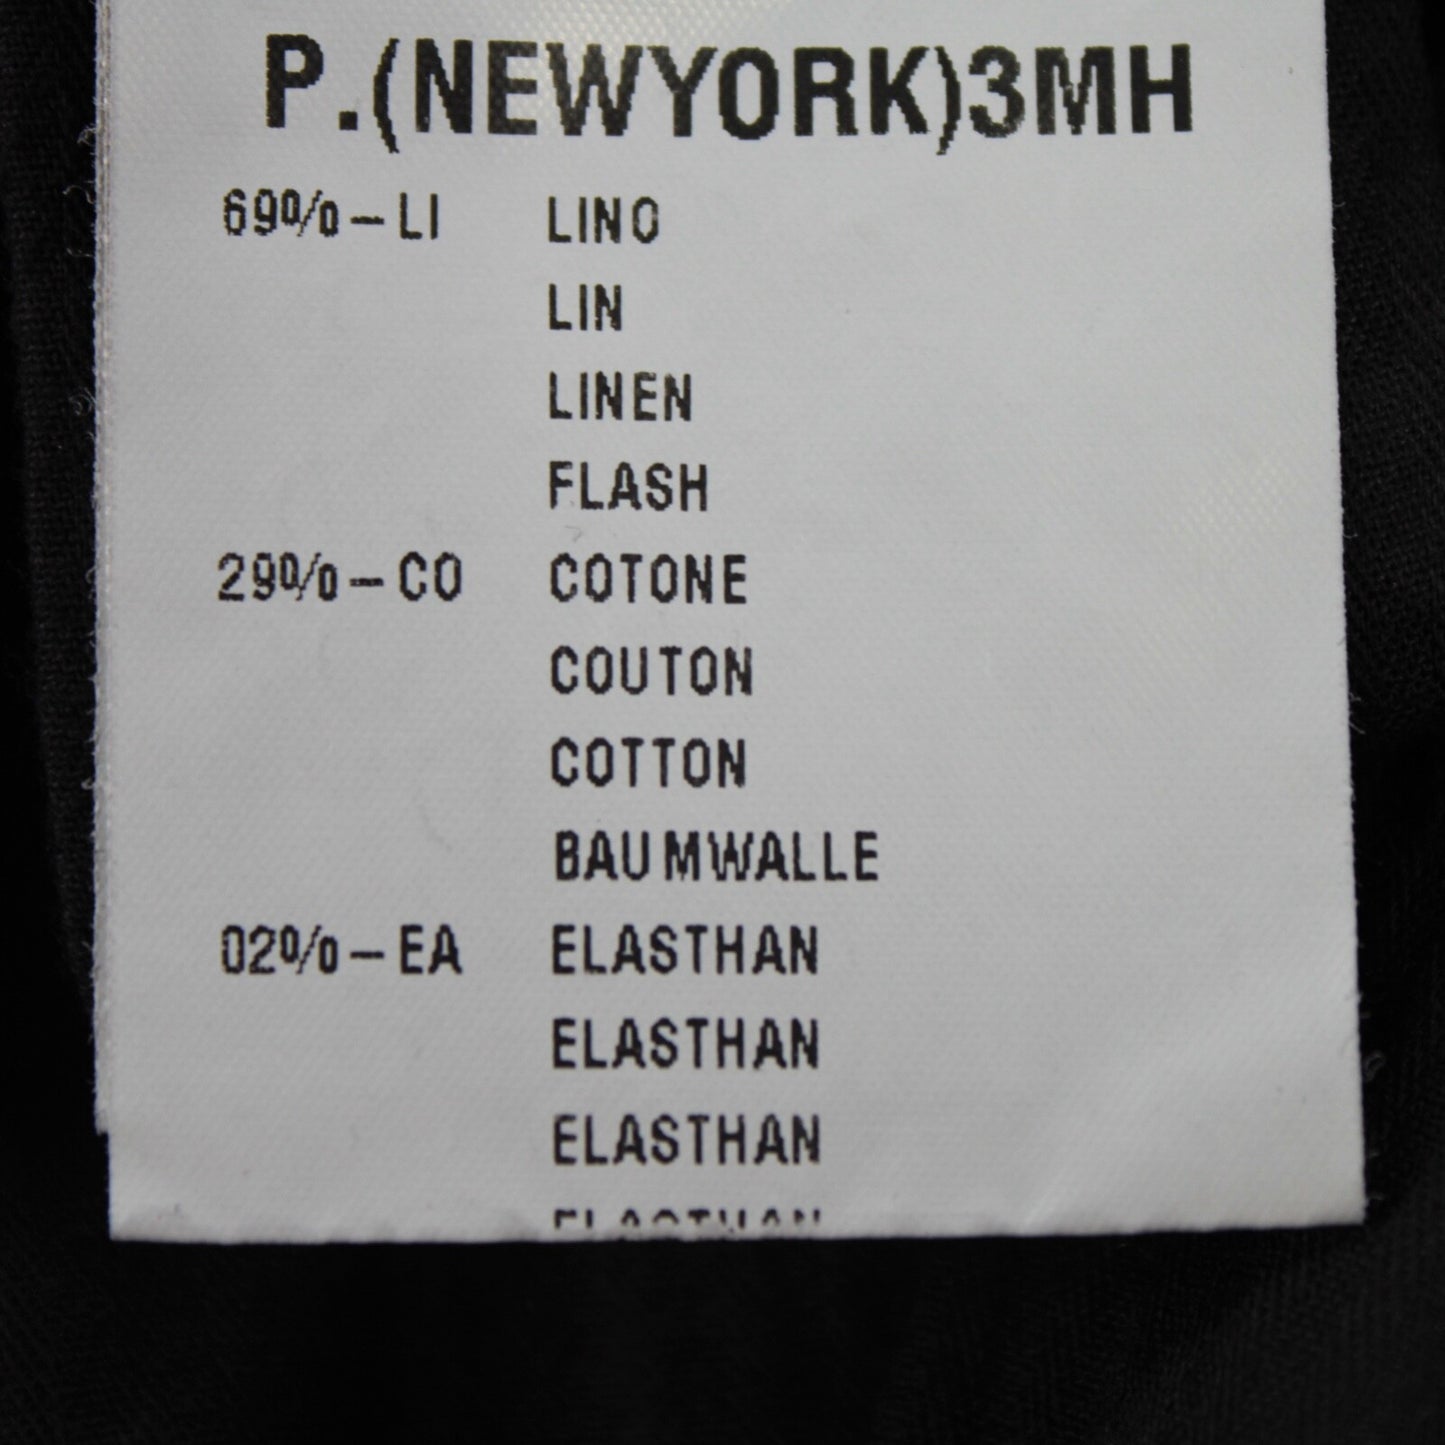 P.(NEWYORK)3MH
69%-LI LINO
LIN
LINEN
FLASH
29%-CO COTONE
COUTON
COTTON
BAUMWALLE
02%-EA ELASTHAN
ELASTHAN
ELASTHAN
ELASTHAN